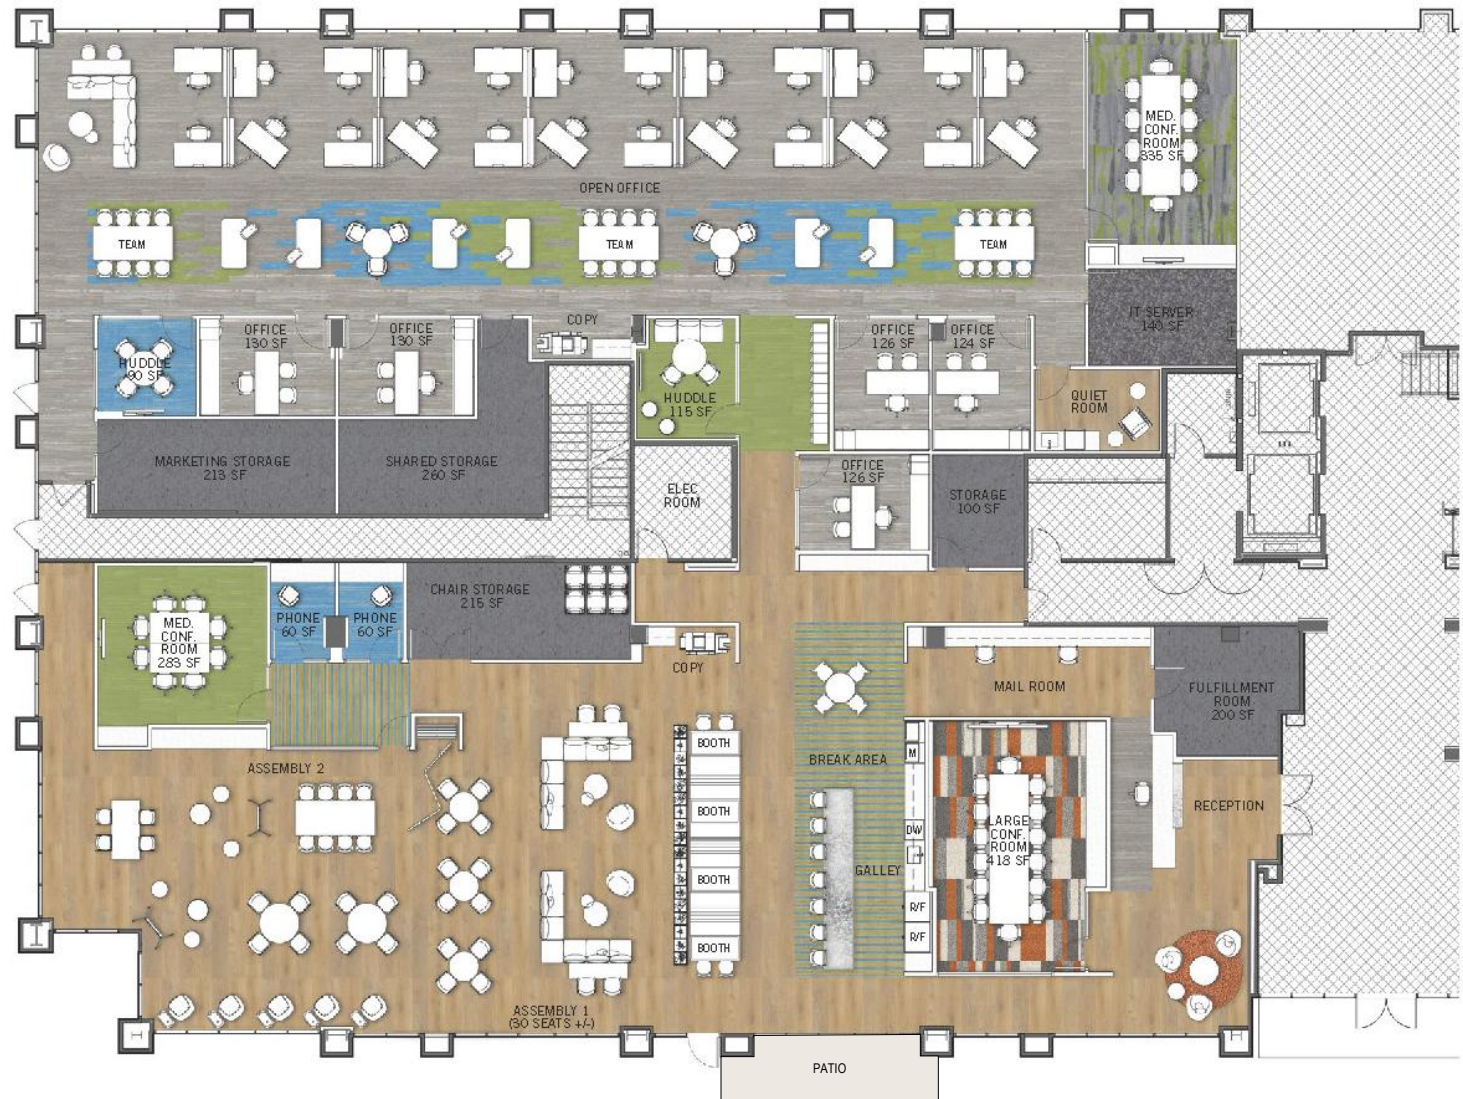 MED.
CONF.
ROOM
335 SF
OPEN OFFICE
TEAM
TEAM
TEAM
IT SERVER
140 SF
HUDDLE
90 SF
OFFICE
130 SF
OFFICE
130 SF
COPY
HUDDLE
115 SF
OFFICE
126 SF
OFFICE
124 SF
QUIET
ROOM
MARKETING STORAGE
213 SF
SHARED STORAGE
260 SF
ELEC
ROOM
OFFICE
126 SF
STORAGE
100 SF
MED.
CONF.
ROOM
283 SF
PHONE
60 SF
PHONE
60 SF
CHAIR STORAGE
215 SF
COPY
MAIL ROOM
FULFILLMENT
ROOM
200 SF
ASSEMBLY 2
BOOTH
BOOTH
BOOTH
BOOTH
BREAK AREA
M
DW
GALLEY
R/F
R/F
LARGE
CONF.
ROOM
418 SF
RECEPTION
ASSEMBLY 1
(30 SEATS +/-)
PATIO